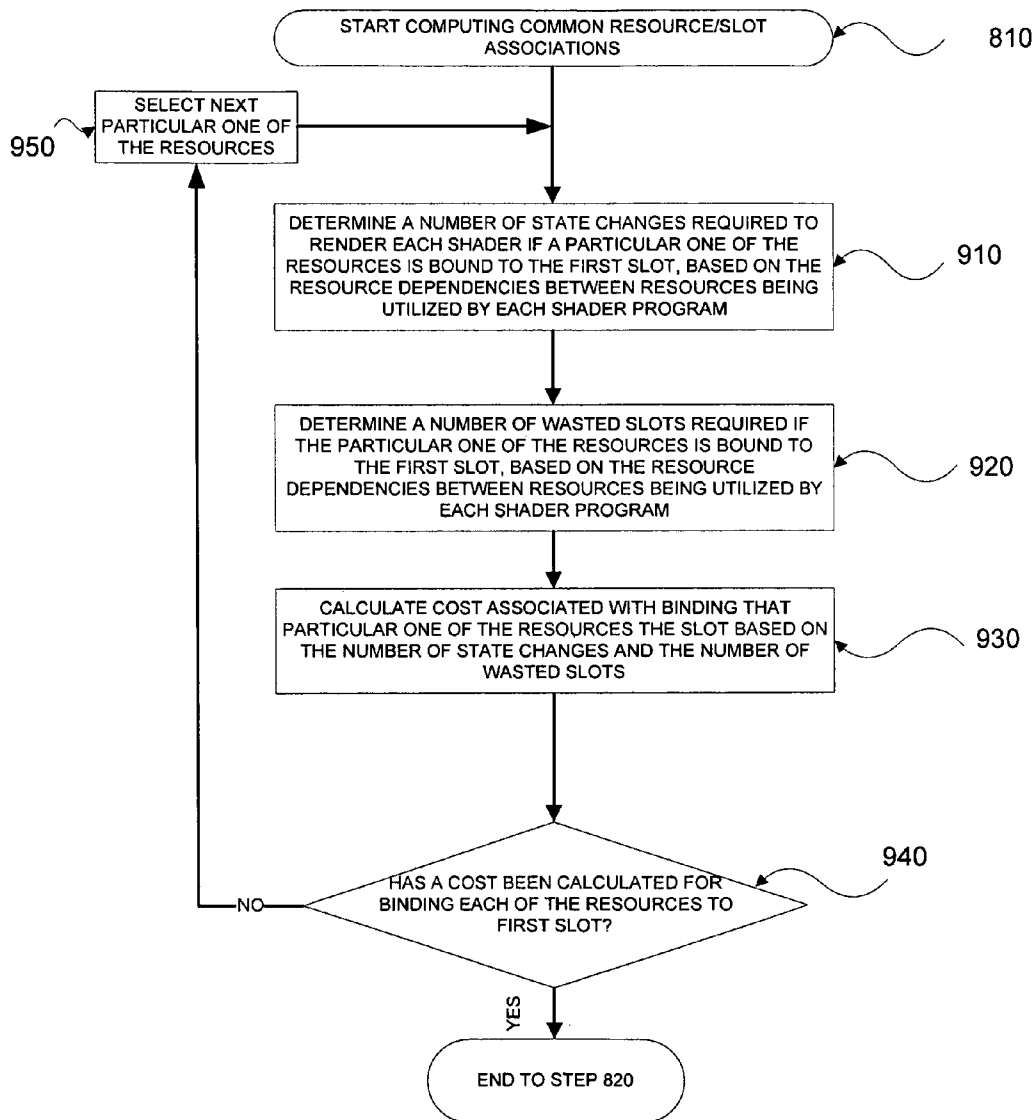 START COMPUTING COMMON RESOURCE/SLOT
ASSOCIATIONS
810
SELECT NEXT
PARTICULAR ONE OF
THE RESOURCES
950
DETERMINE A NUMBER OF STATE CHANGES REQUIRED TO
RENDER EACH SHADER IF A PARTICULAR ONE OF THE
RESOURCES IS BOUND TO THE FIRST SLOT, BASED ON THE
RESOURCE DEPENDENCIES BETWEEN RESOURCES BEING
UTILIZED BY EACH SHADER PROGRAM
910
DETERMINE A NUMBER OF WASTED SLOTS REQUIRED IF
THE PARTICULAR ONE OF THE RESOURCES IS BOUND TO
THE FIRST SLOT, BASED ON THE RESOURCE
DEPENDENCIES BETWEEN RESOURCES BEING UTILIZED BY
EACH SHADER PROGRAM
920
CALCULATE COST ASSOCIATED WITH BINDING THAT
PARTICULAR ONE OF THE RESOURCES THE SLOT BASED ON
THE NUMBER OF STATE CHANGES AND THE NUMBER OF
WASTED SLOTS
930
HAS A COST BEEN CALCULATED FOR
BINDING EACH OF THE RESOURCES TO
FIRST SLOT?
940
NO
YES
END TO STEP 820